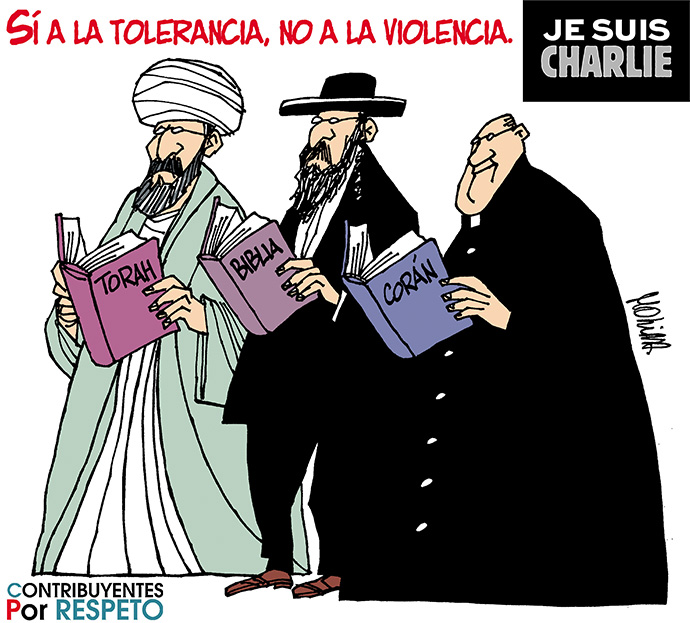 SÍ A LA TOLERANCIA, NO A LA VIOLENCIA.
JE SUIS
CHARLIE
TORAH
BIBLIA
CORÁN
CONTRIBUYENTES
Por RESPETO